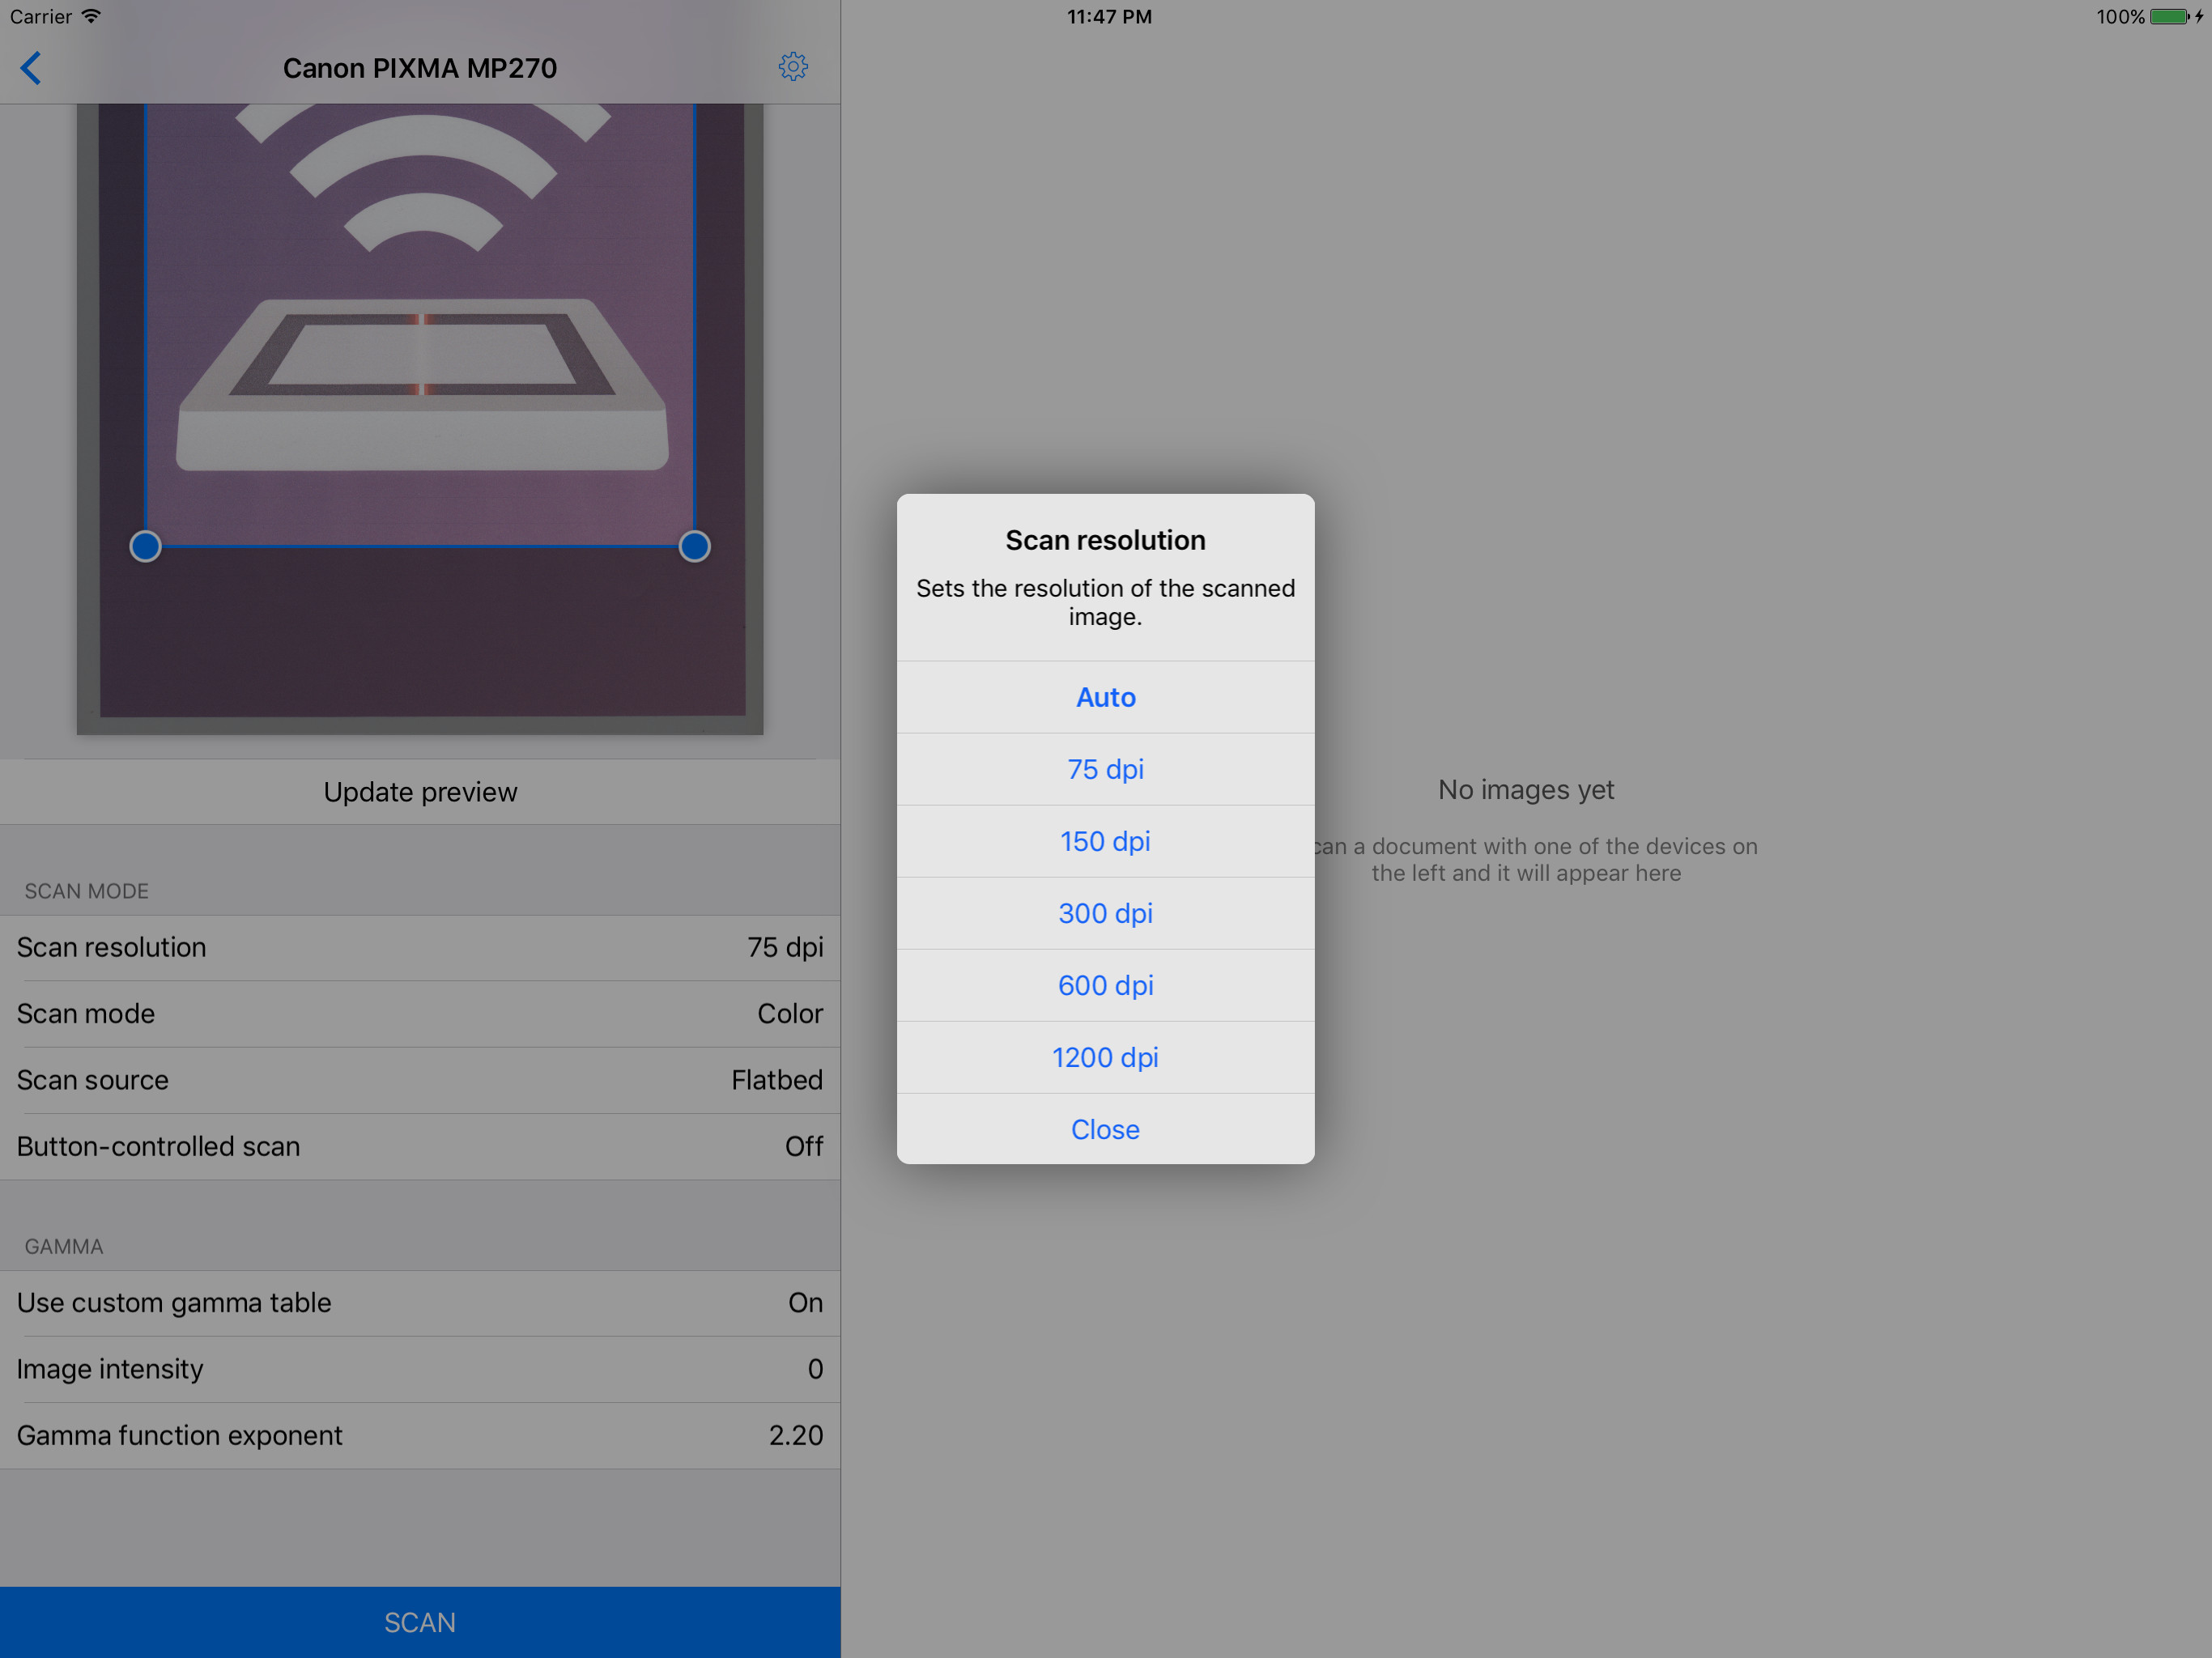 Carrier
11:47 PM
100%
Canon PIXMA MP270
Update preview
SCAN MODE
Scan resolution 75 dpi
Scan mode Color
Scan source Flatbed
Button-controlled scan Off
GAMMA
Use custom gamma table On
Image intensity 0
Gamma function exponent 2.20
SCAN
Scan resolution
Sets the resolution of the scanned
image.
Auto
75 dpi
150 dpi
300 dpi
600 dpi
1200 dpi
Close
No images yet
can a document with one of the devices on
the left and it will appear here